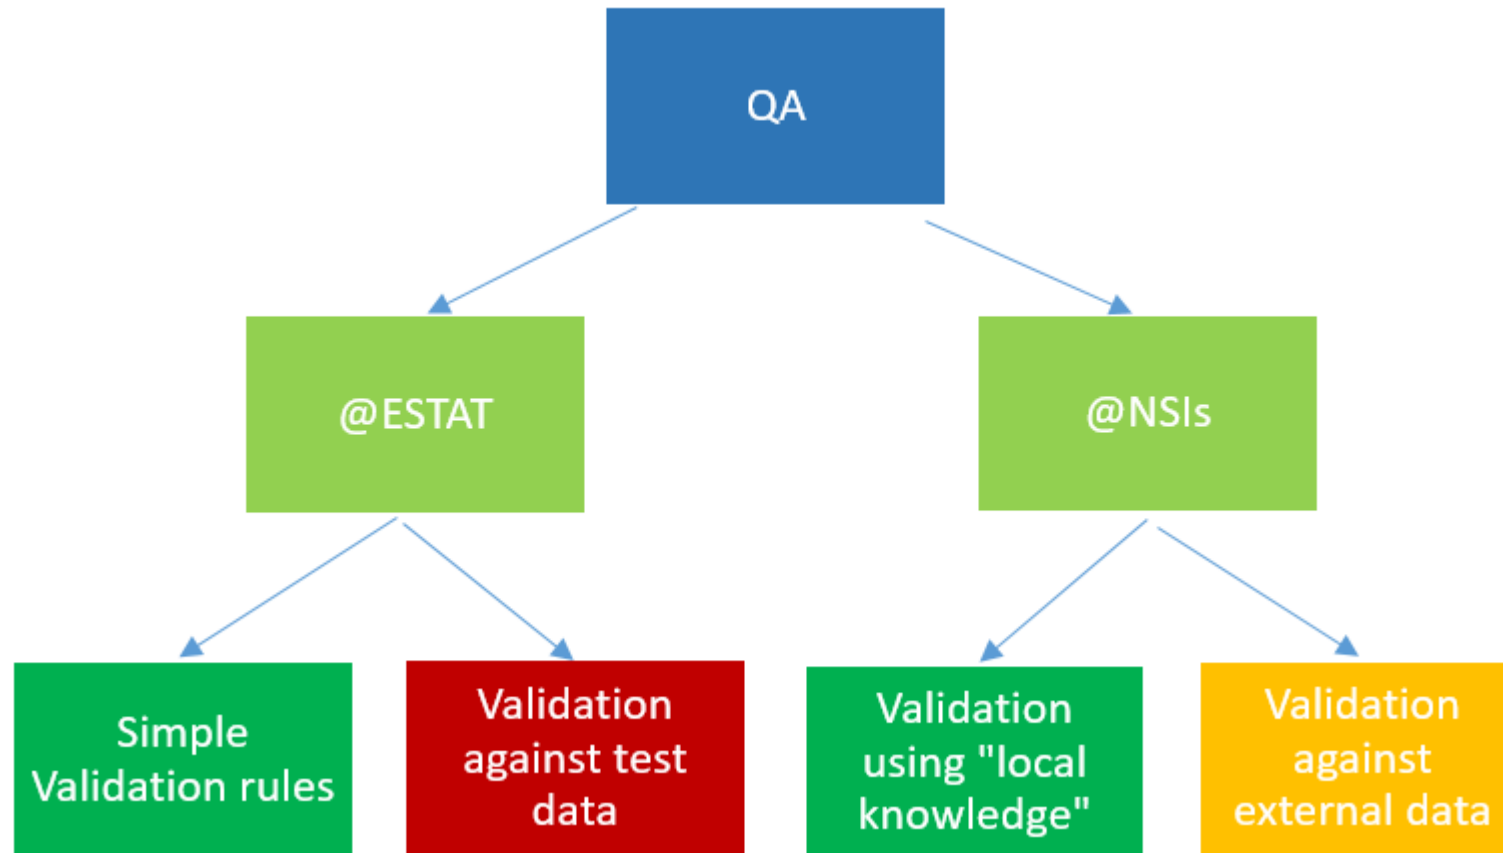 QA
@ESTAT
@NSIs
Simple
Validation rules
Validation
against test
data
Validation
using "local
knowledge"
Validation
against
external data